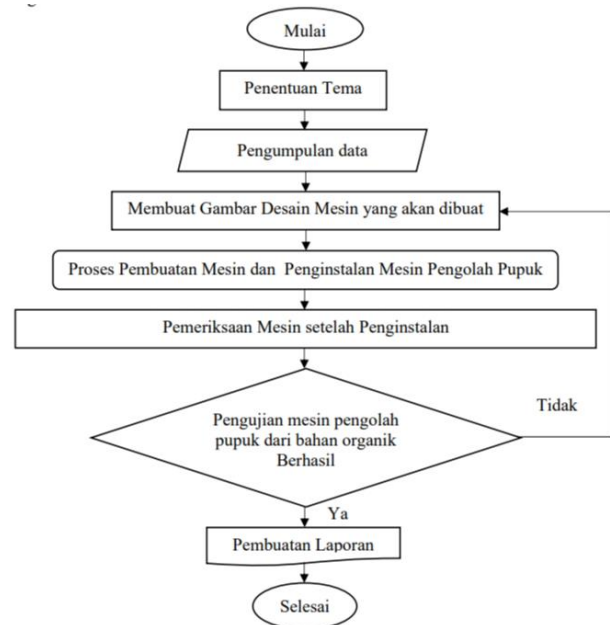 Mulai
Penentuan Tema
Pengumpulan data
Membuat Gambar Desain Mesin yang akan dibuat
Proses Pembuatan Mesin dan Penginstalan Mesin Pengolah Pupuk
Pemeriksaan Mesin setelah Penginstalan
Pengujian mesin pengolah
pupuk dari bahan organik
Berhasil
Tidak
Ya
Pembuatan Laporan
Selesai